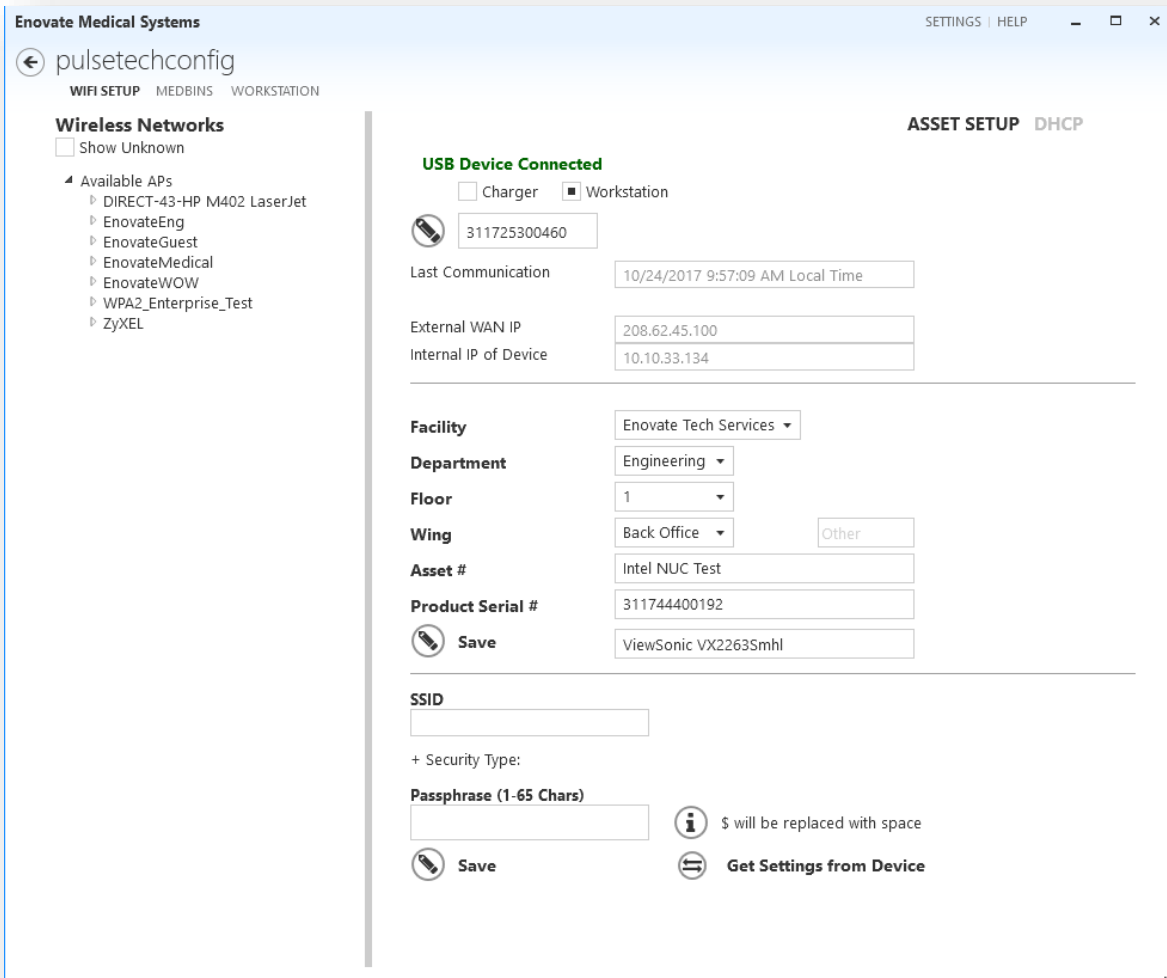 Enovate Medical Systems
SETTINGS | HELP
pulsetechconfig
WIFI SETUP MEDBINS WORKSTATION
Wireless Networks
Show Unknown
Available APs
DIRECT-43-HP M402 LaserJet
EnovateEng
EnovateGuest
EnovateMedical
EnovateWOW
WPA2_Enterprise_Test
ZyXEL
ASSET SETUP DHCP
USB Device Connected
Charger Workstation
311725300460
Last Communication 10/24/2017 9:57:09 AM Local Time
External WAN IP 208.62.45.100
Internal IP of Device 10.10.33.134
Facility Enovate Tech Services
Department Engineering
Floor 1
Wing Back Office Other
Asset # Intel NUC Test
Product Serial # 311744400192
Save ViewSonic VX2263Smhl
SSID
+ Security Type:
Passphrase (1-65 Chars)
$ will be replaced with space
Save Get Settings from Device